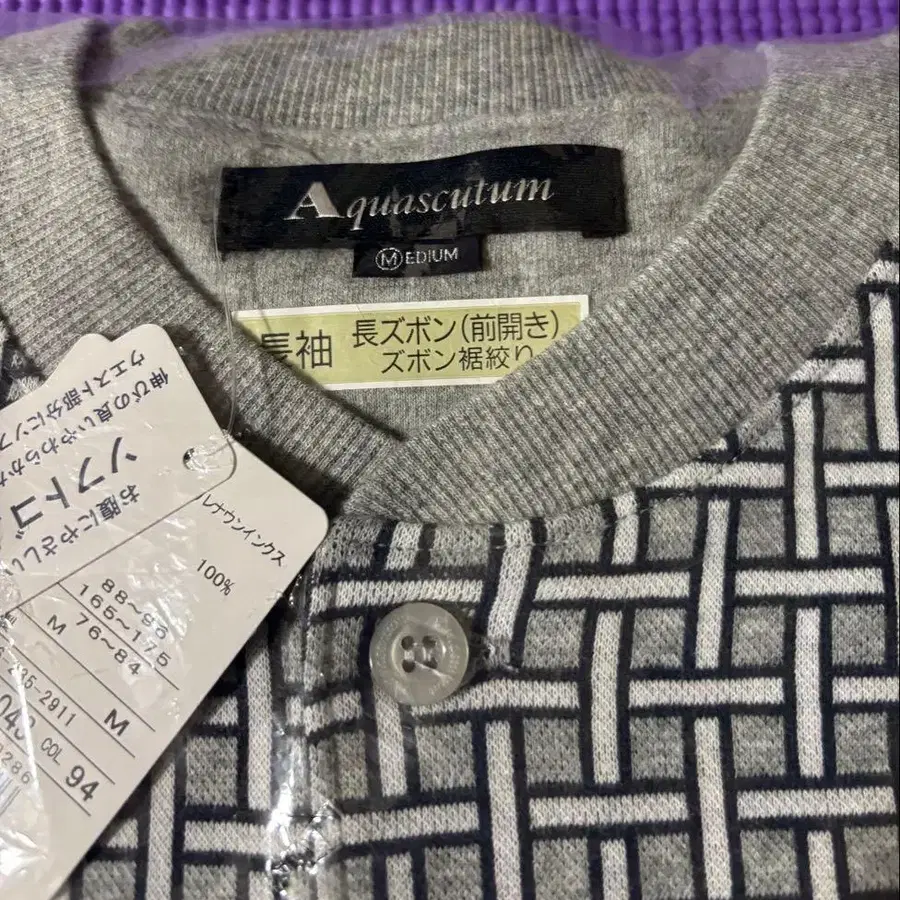 Aquascutum
MEDIUM
長袖 長ズボン(前開き)
ズボン裾絞り
ウエスト部分にソフ
伸びの良いやわらか
ソフトゴ
お腹にやさしい
レナウンインクス
100%
88~96
165~175
M 76~84
2911
M
COL 94
286